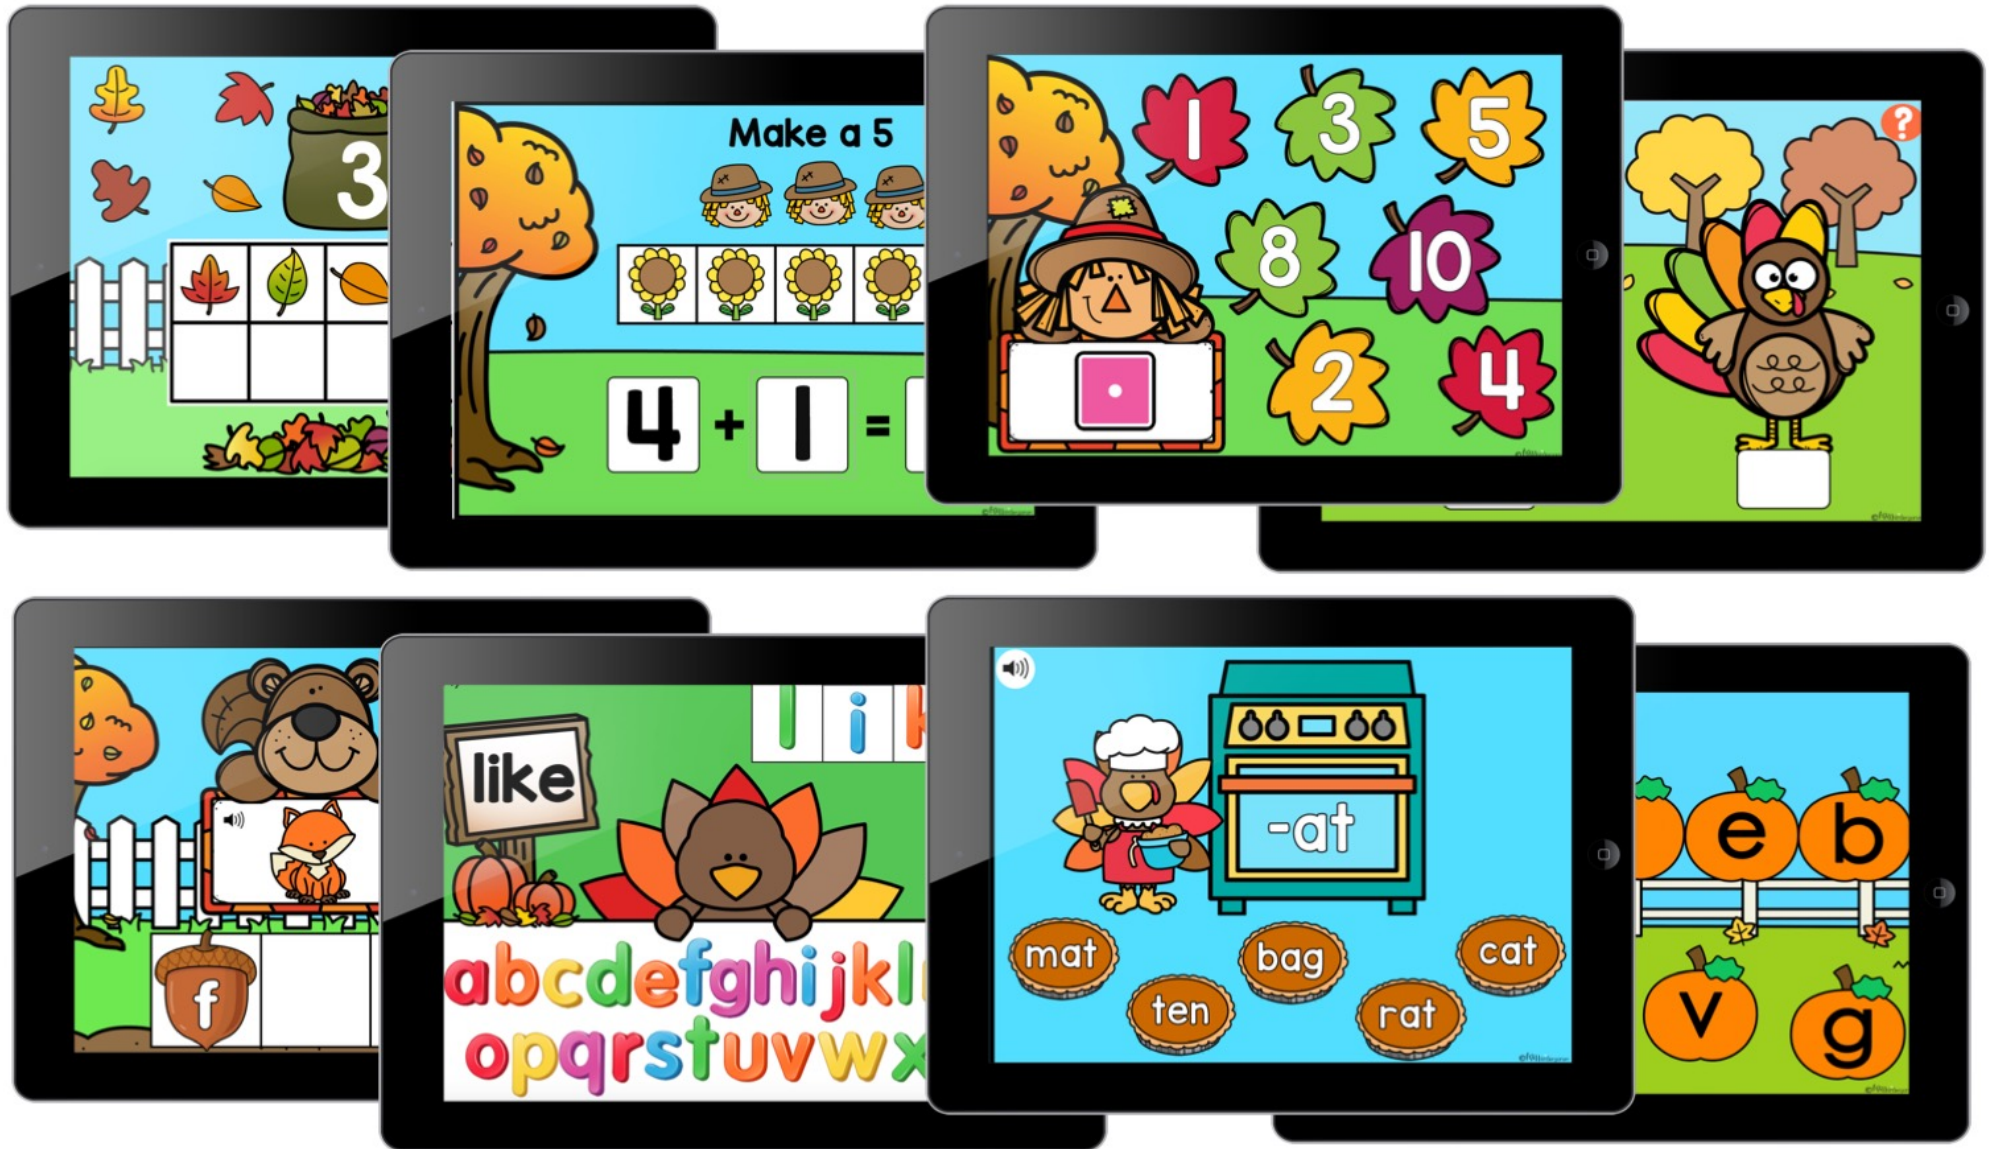 3
Make a 5
4 + 1 =
1 3 5
8 10
2 4
?
f
l i k
like
abcdefghijkl
opqrstuvwx
-at
mat bag cat
ten rat
e b
v g